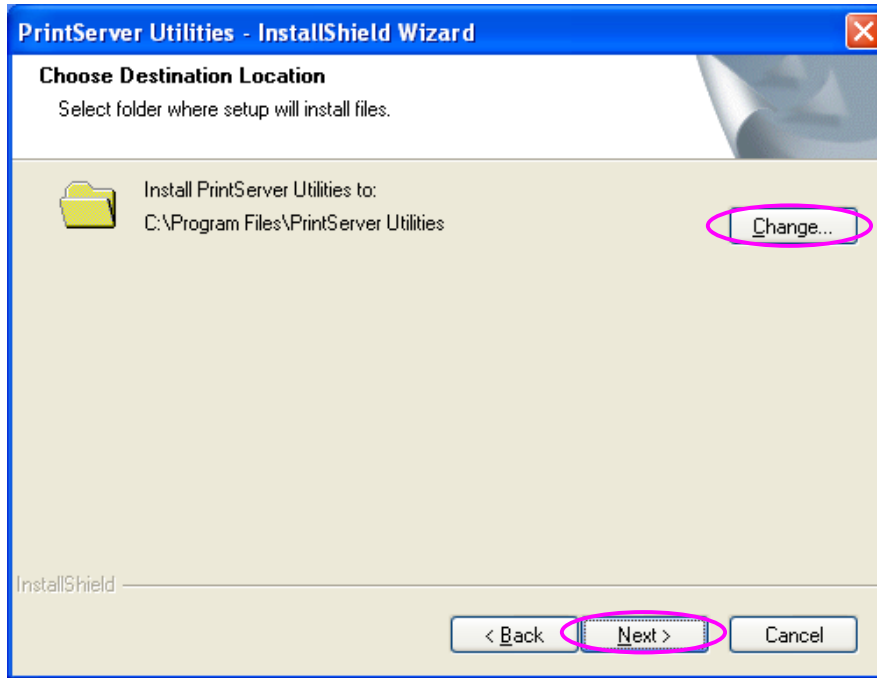 PrintServer Utilities - InstallShield Wizard
Choose Destination Location
Select folder where setup will install files.
Install PrintServer Utilities to:
C:\Program Files\PrintServer Utilities
Change...
InstallShield
< Back Next > Cancel